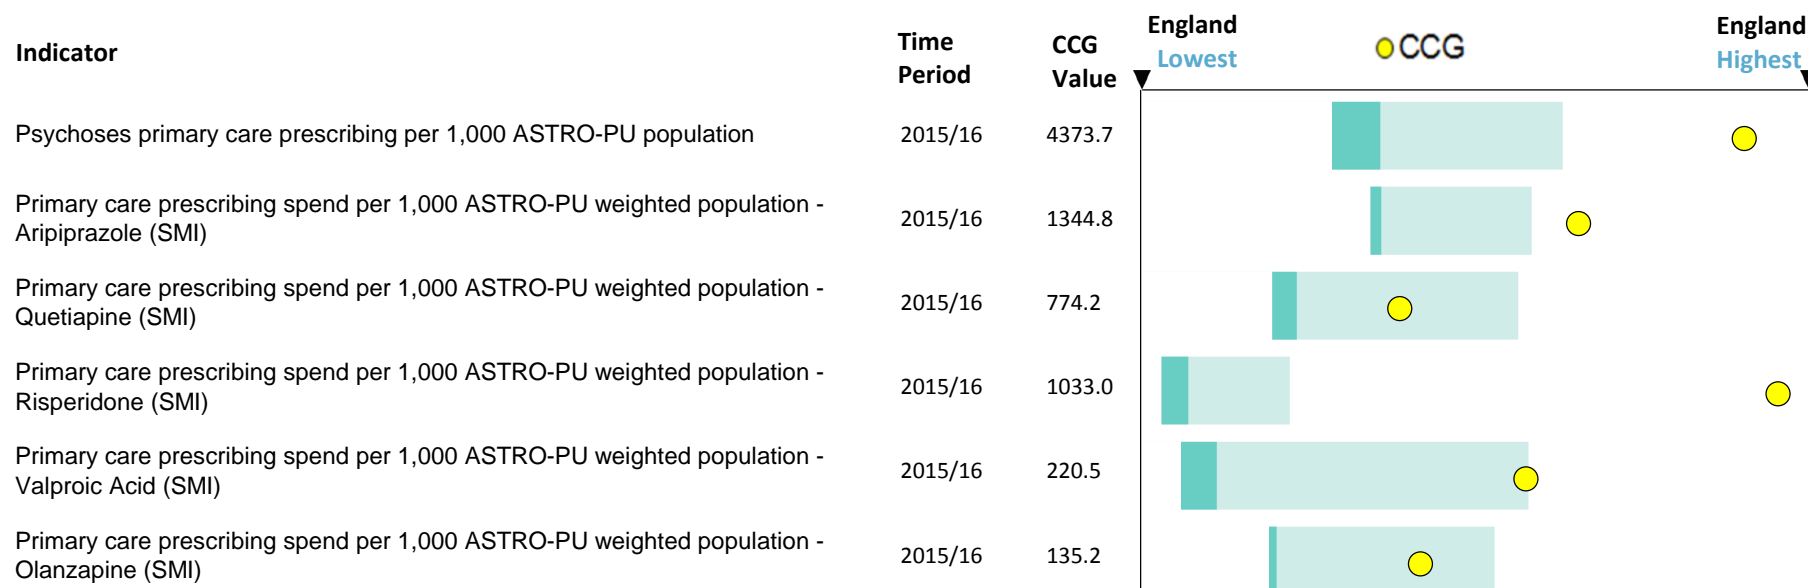 Indicator
Time Period
CCG Value
England Lowest
CCG
England Highest
Psychoses primary care prescribing per 1,000 ASTRO-PU population
2015/16
4373.7
Primary care prescribing spend per 1,000 ASTRO-PU weighted population -
Aripiprazole (SMI)
2015/16
1344.8
Primary care prescribing spend per 1,000 ASTRO-PU weighted population -
Quetiapine (SMI)
2015/16
774.2
Primary care prescribing spend per 1,000 ASTRO-PU weighted population -
Risperidone (SMI)
2015/16
1033.0
Primary care prescribing spend per 1,000 ASTRO-PU weighted population -
Valproic Acid (SMI)
2015/16
220.5
Primary care prescribing spend per 1,000 ASTRO-PU weighted population -
Olanzapine (SMI)
2015/16
135.2